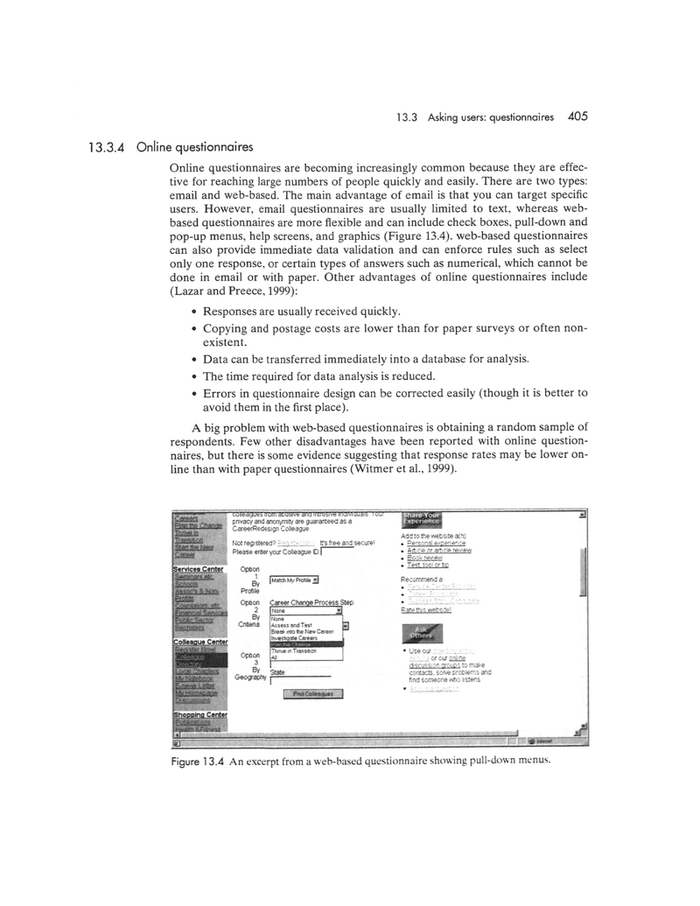 13.3 Asking users: questionnaires 405
13.3.4 Online questionnaires
Online questionnaires are becoming increasingly common because they are effec-
tive for reaching large numbers of people quickly and easily. There are two types:
email and web-based. The main advantage of email is that you can target specific
users. However, email questionnaires are usually limited to text, whereas web-
based questionnaires are more flexible and can include check boxes, pull-down and
pop-up menus, help screens, and graphics (Figure 13.4). web-based questionnaires
can also provide immediate data validation and can enforce rules such as select
only one response, or certain types of answers such as numerical, which cannot be
done in email or with paper. Other advantages of online questionnaires include
(Lazar and Preece, 1999):
• Responses are usually received quickly.
• Copying and postage costs are lower than for paper surveys or often non-
existent.
• Data can be transferred immediately into a database for analysis.
• The time required for data analysis is reduced.
• Errors in questionnaire design can be corrected easily (though it is better to
avoid them in the first place).
A big problem with web-based questionnaires is obtaining a random sample of
respondents. Few other disadvantages have been reported with online question-
naires, but there is some evidence suggesting that response rates may be lower on-
line than with paper questionnaires (Witmer et al., 1999).
Careers
Plan the Change
Thrive in
Transition
Start the New
Career
Services Center
Seminars etc.
Schools
Assoc's & Non-
Profits
Counselors, etc.
Financial Services
Public Sector
Recruiters
Colleague Center
Register Now!
Colleague
Directory
Local Chapters
My Notebook
E-news Letter
My Homepage
Discussions
Shopping Center
Publications
Health & Fitness
colleagues from abusive and intrusive individuals. Your
privacy and anonymity are guaranteed as a
CareerRedesign Colleague
Not registered? It's free and secure!
Please enter your Colleague ID
Option
1
By
Profile
Match My Profile
Option
2
By
Criteria
Career Change Process Step
None
None
Assess and Test
Break into the New Career
Investigate Careers
Plan the Change
Thrive in Transition
All
Option
3
By
Geography
State
Find Colleagues
Share Your
Experience
Add to the website a(n)
• Personal experience
• Article or article review
• Book review
• Test, tool or tip
Recommend a
Rate this website!
Ask
Others
• Use our
or our online
discussion groups to make
contacts, solve problems and
find someone who listens
Internet
Figure 13.4 An excerpt from a web-based questionnaire showing pull-down menus.